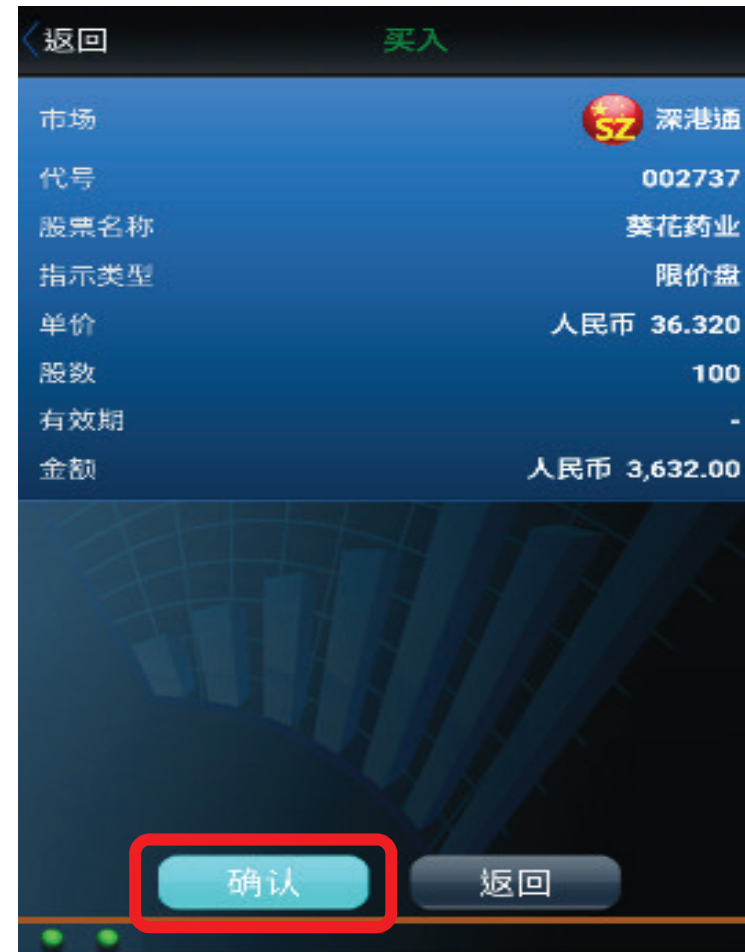 返回 买入
市场 SZ 深港通
代号 002737
股票名称 葵花药业
指示类型 限价盘
单价 人民币 36.320
股数 100
有效期 -
金额 人民币 3,632.00
确认 返回